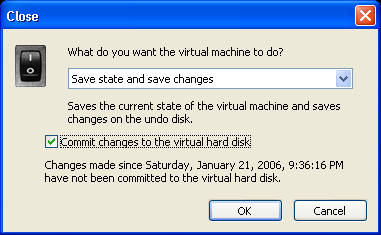 Close
What do you want the virtual machine to do?
Save state and save changes
Saves the current state of the virtual machine and saves
changes on the undo disk.
Commit changes to the virtual hard disk
Changes made since Saturday, January 21, 2006, 9:36:16 PM
have not been committed to the virtual hard disk.
OK Cancel